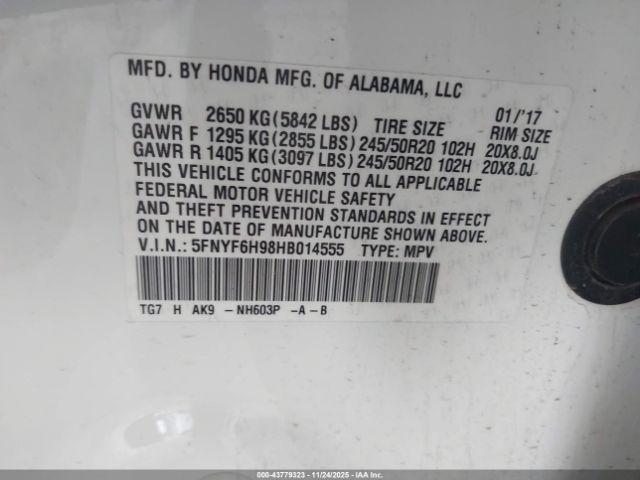 MFD. BY HONDA MFG. OF ALABAMA, LLC
GVWR 2650 KG (5842 LBS) TIRE SIZE 01/'17 RIM SIZE
GAWR F 1295 KG (2855 LBS) 245/50R20 102H 20X8.0J
GAWR R 1405 KG (3097 LBS) 245/50R20 102H 20X8.0J
THIS VEHICLE CONFORMS TO ALL APPLICABLE
FEDERAL MOTOR VEHICLE SAFETY
AND THEFT PREVENTION STANDARDS IN EFFECT
ON THE DATE OF MANUFACTURE SHOWN ABOVE.
V.I.N.: 5FNYF6H98HB014555 TYPE: MPV
TG7 H AK9 - NH603P -A - B
000-43779323 - 11/24/2025 - IAA Inc.